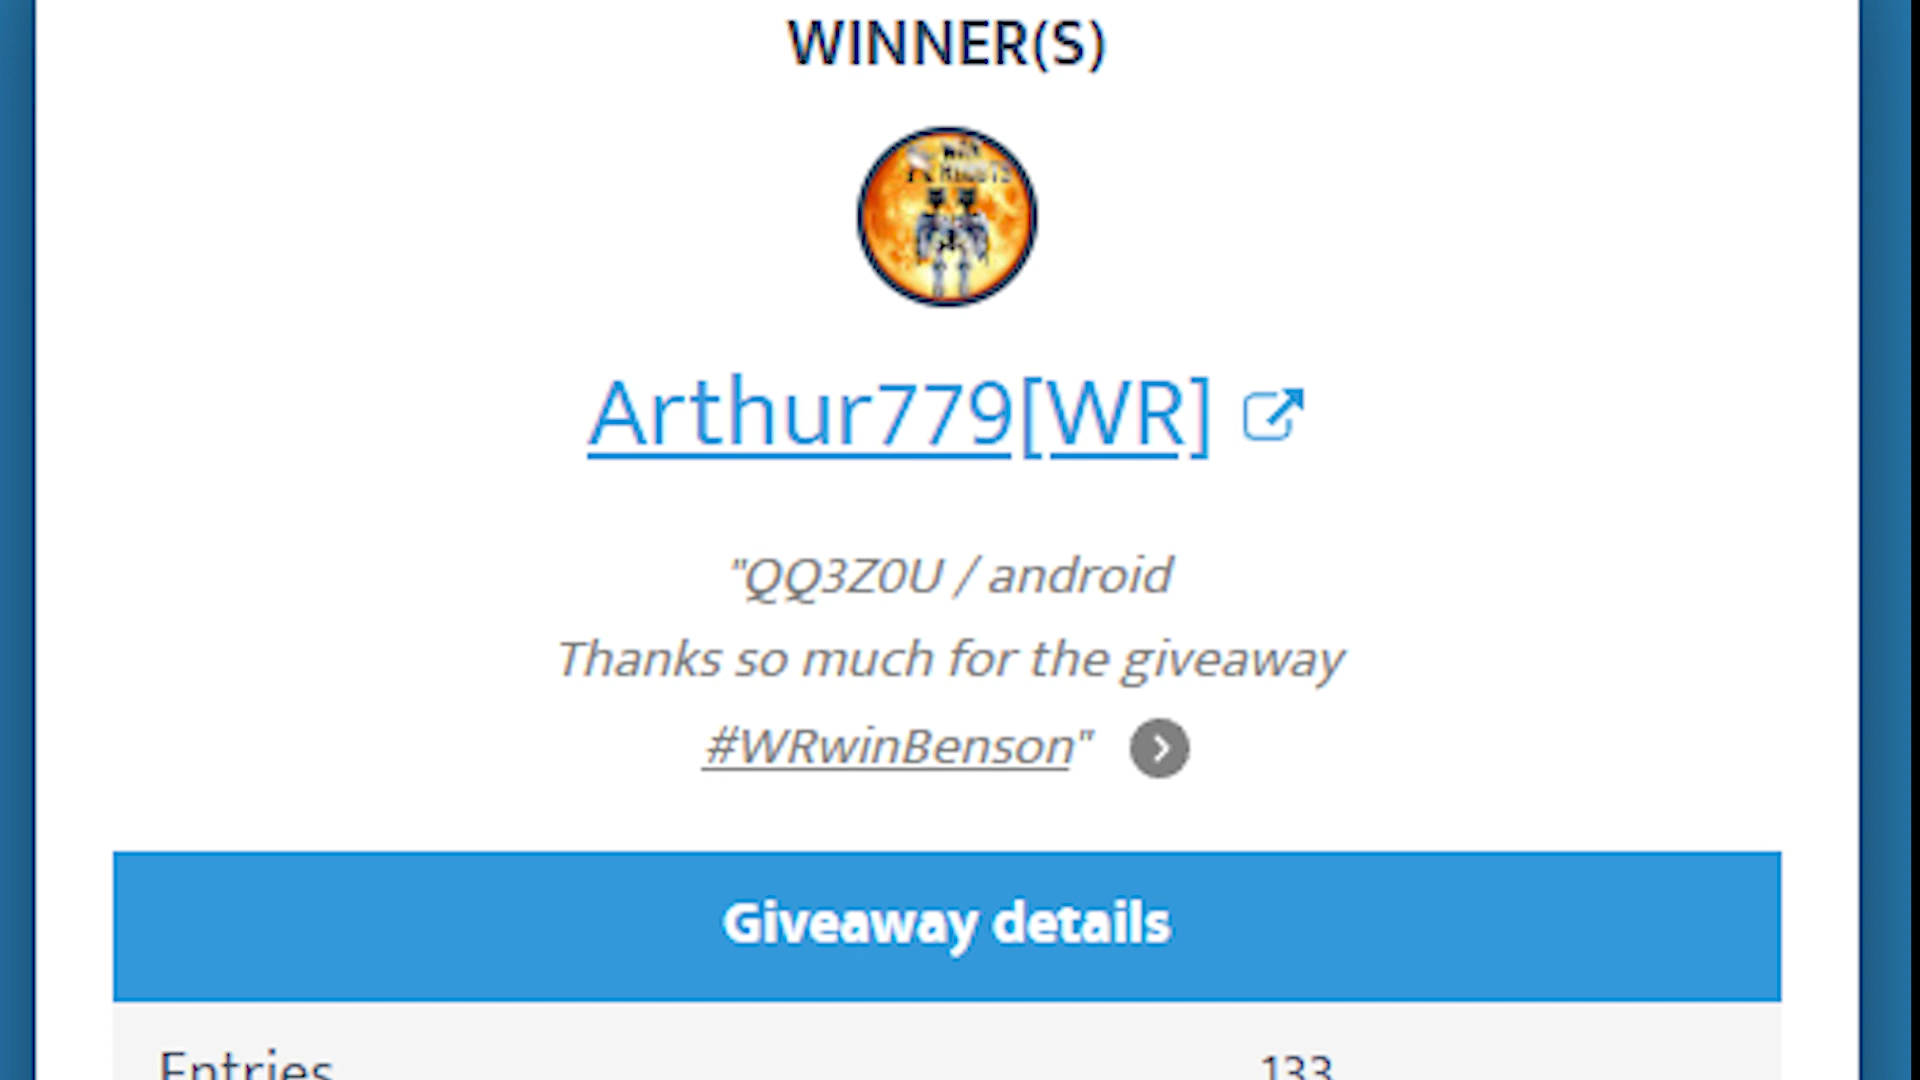 WINNER(S)
Arthur779[WR]
"QQ3Z0U / android
Thanks so much for the giveaway
#WRwinBenson"
Giveaway details
Entries 133